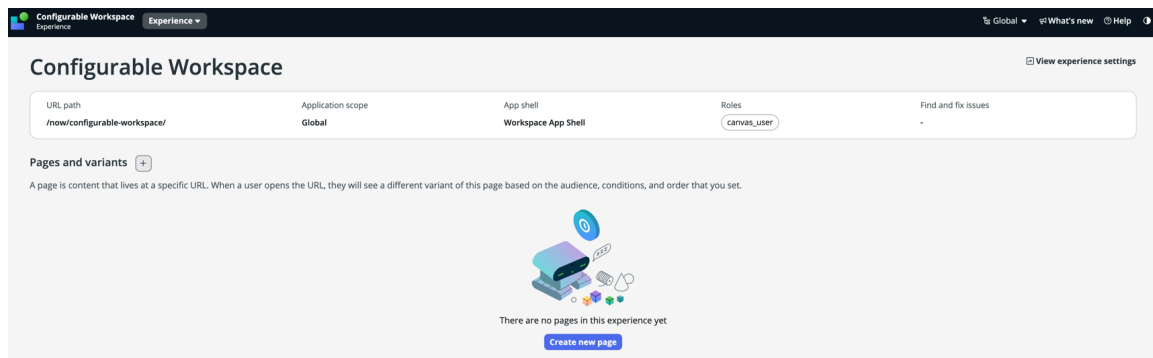 Configurable Workspace
Experience
Experience
Global
What's new
Help
Configurable Workspace
View experience settings
URL path
Application scope
App shell
Roles
Find and fix issues
/now/configurable-workspace/
Global
Workspace App Shell
canvas_user
-
Pages and variants +
A page is content that lives at a specific URL. When a user opens the URL, they will see a different variant of this page based on the audience, conditions, and order that you set.
zzz
There are no pages in this experience yet
Create new page